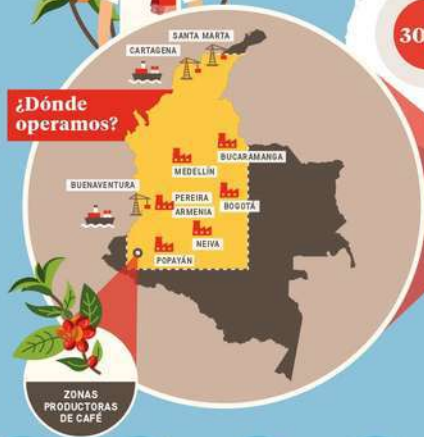 30
SANTA MARTA
CARTAGENA
¿Dónde
operamos?
BUCARAMANGA
MEDELLÍN
BUENAVENTURA
PEREIRA
ARMENIA
BOGOTÁ
NEIVA
POPAYÁN
ZONAS
PRODUCTORAS
DE CAFÉ